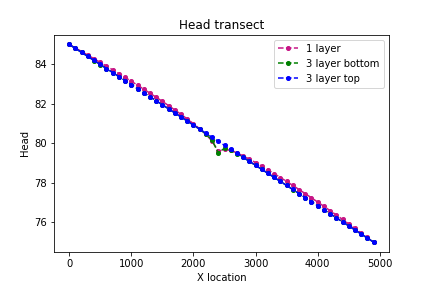 Head transect
1 layer
3 layer bottom
3 layer top
84
82
80
78
76
Head
0
1000
2000
3000
4000
5000
X location